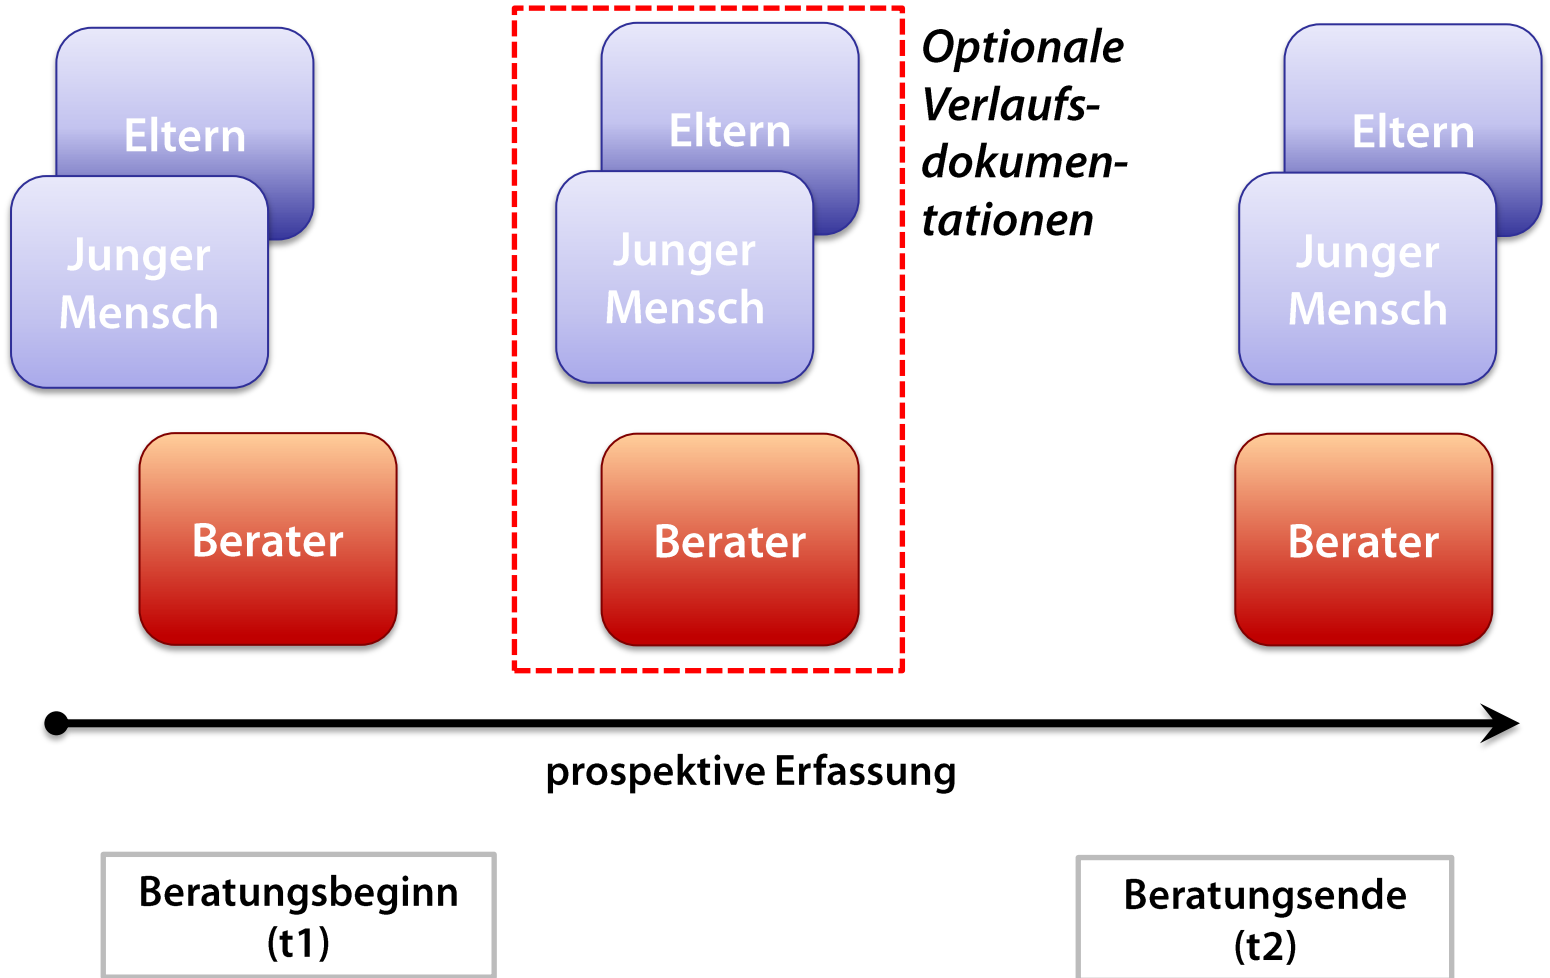 Eltern
Junger
Mensch
Berater
Eltern
Junger
Mensch
Berater
Optionale
Verlaufs-
dokumen-
tationen
Eltern
Junger
Mensch
Berater
prospektive Erfassung
Beratungsbeginn
(t1)
Beratungsende
(t2)